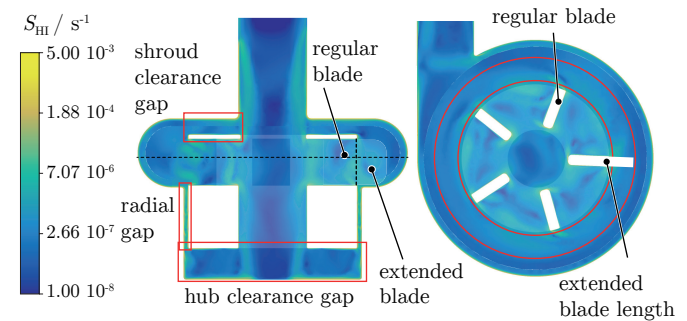 S_HI / s⁻¹
5.00 10⁻³
1.88 10⁻⁴
7.07 10⁻⁶
2.66 10⁻⁷
1.00 10⁻⁸
shroud
clearance
gap
regular
blade
radial
gap
hub clearance gap
extended
blade
regular blade
extended
blade length